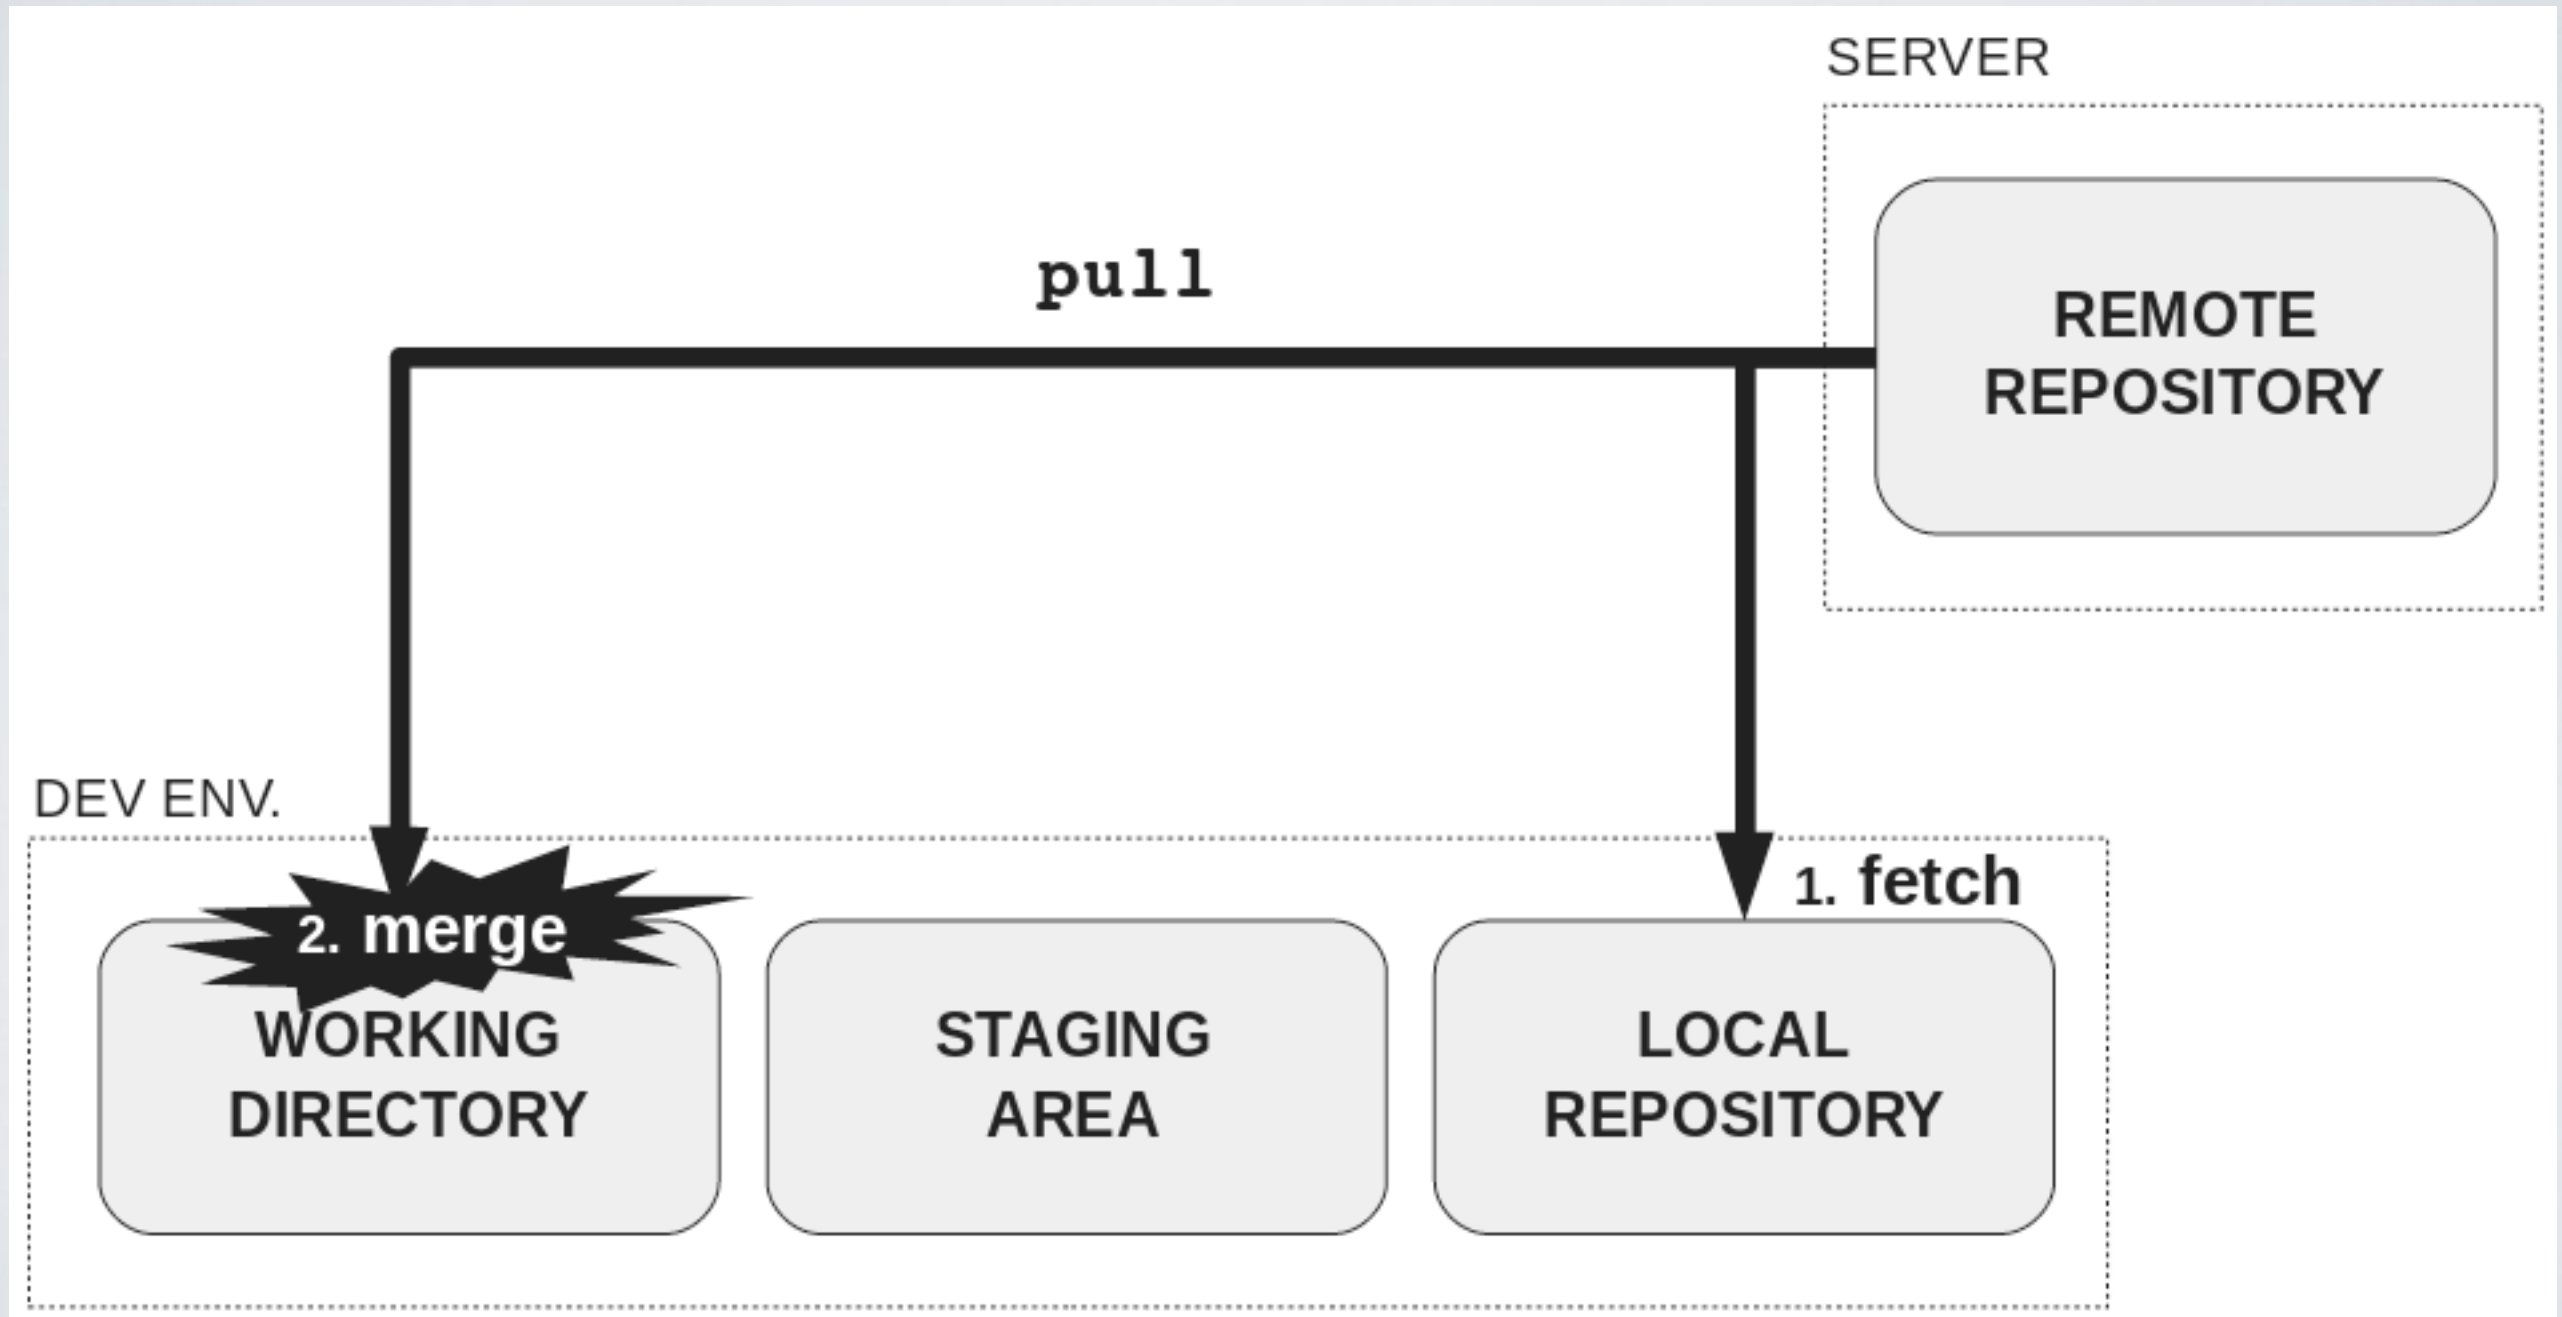 SERVER
REMOTE
REPOSITORY
pull
DEV ENV.
1. fetch
2. merge
WORKING
DIRECTORY
STAGING
AREA
LOCAL
REPOSITORY